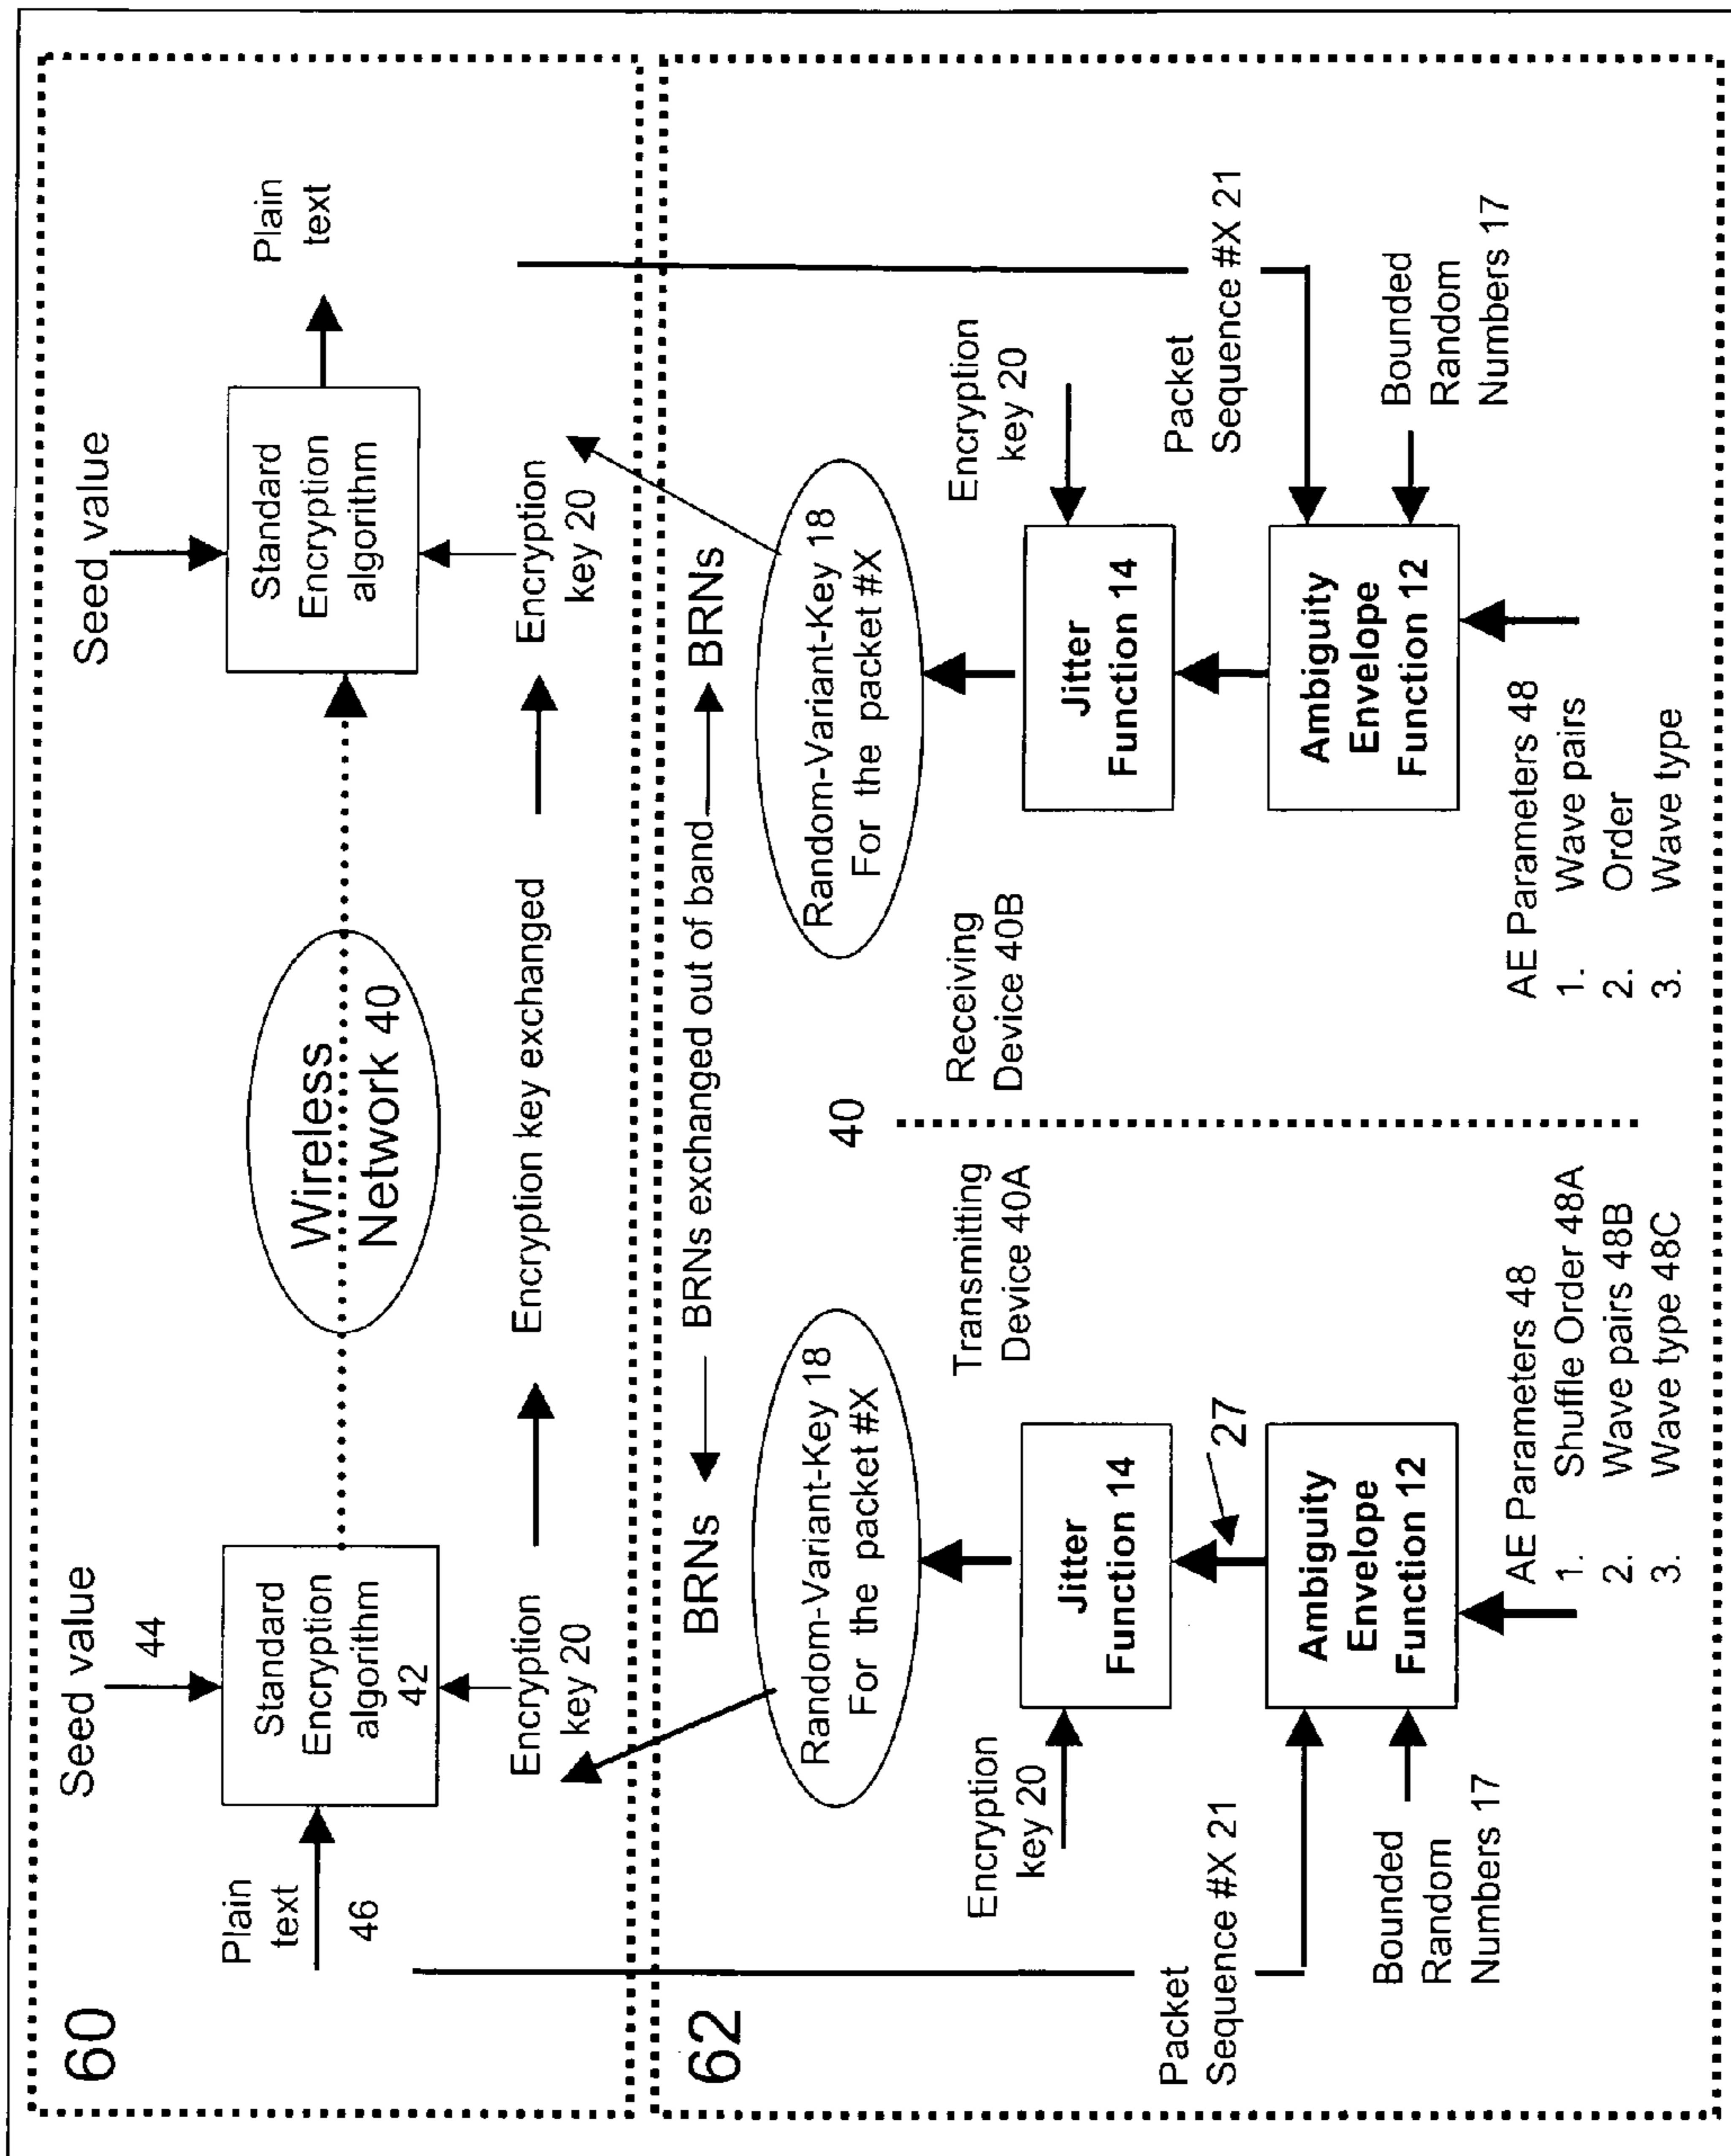 60
Seed value
44
Plain
text
46
Standard
Encryption
algorithm
42
Encryption
key 20
Wireless
Network 40
Encryption key exchanged
Seed value
Standard
Encryption
algorithm
Plain
text
Encryption
key 20
62
BRNs
BRNs exchanged out of band
BRNs
Random-Variant-Key 18
For the packet #X
Transmitting
Device 40A
40
Receiving
Device 40B
Random-Variant-Key 18
For the packet #X
Encryption
key 20
Jitter
Function 14
27
Packet
Sequence #X 21
Bounded
Random
Numbers 17
Ambiguity
Envelope
Function 12
AE Parameters 48
1. Shuffle Order 48A
2. Wave pairs 48B
3. Wave type 48C
Jitter
Function 14
Encryption
key 20
Packet
Sequence #X 21
Ambiguity
Envelope
Function 12
Bounded
Random
Numbers 17
AE Parameters 48
1. Wave pairs
2. Order
3. Wave type